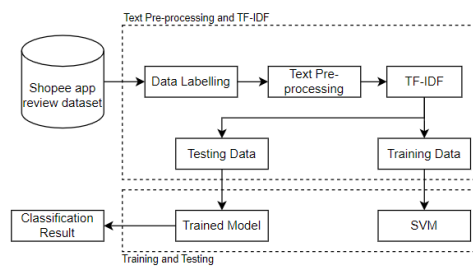 Text Pre-processing and TF-IDF
Shopee app
review dataset
Data Labelling
Text Pre-
processing
TF-IDF
Testing Data
Training Data
Classification
Result
Trained Model
SVM
Training and Testing